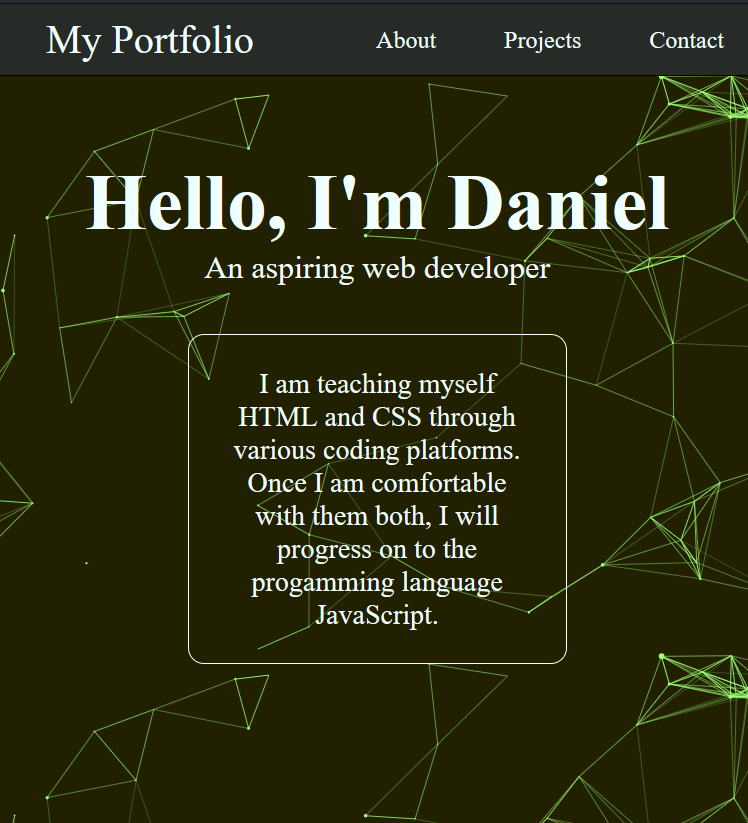 My Portfolio About Projects Contact
Hello, I'm Daniel
An aspiring web developer
I am teaching myself
HTML and CSS through
various coding platforms.
Once I am comfortable
with them both, I will
progress on to the
progamming language
JavaScript.